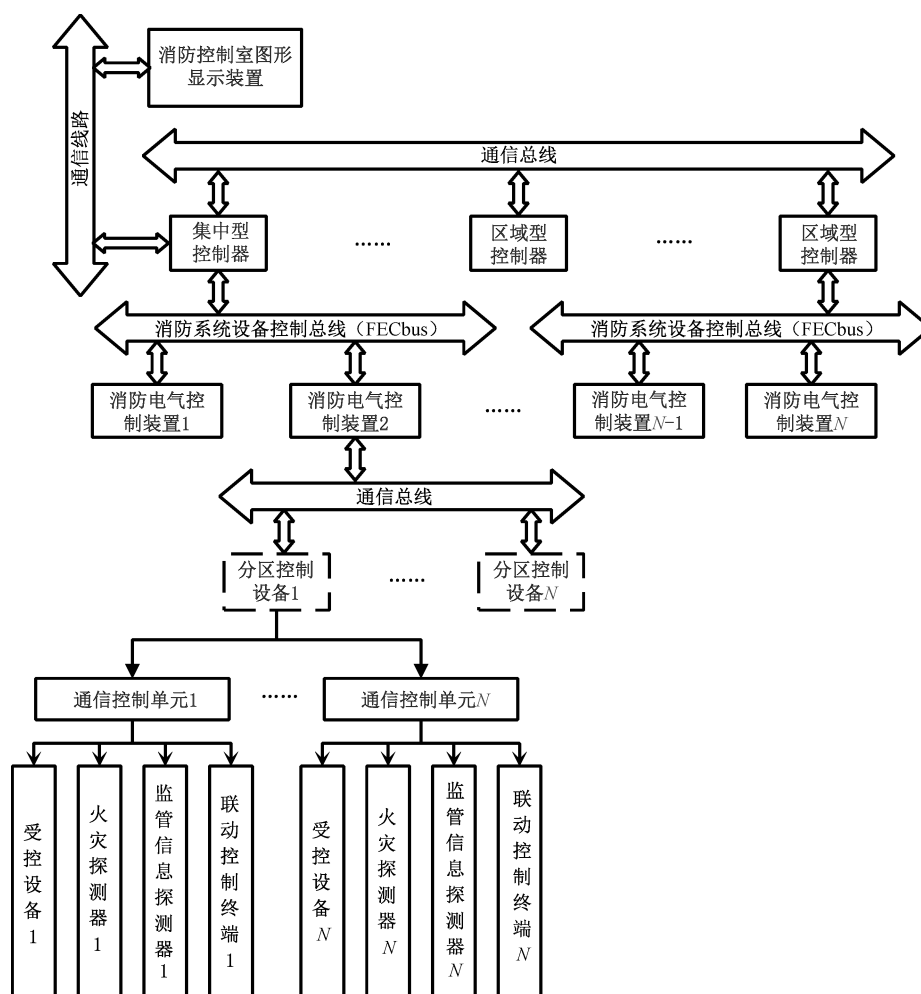 消防控制室图形
显示装置
通信线路
通信总线
集中型
控制器
……
区域型
控制器
……
区域型
控制器
消防系统设备控制总线（FECbus）
消防系统设备控制总线（FECbus）
消防电气控
制装置1
消防电气控
制装置2
……
消防电气控
制装置N-1
消防电气控
制装置N
通信总线
分区控制
设备1
……
分区控制
设备N
通信控制单元1
……
通信控制单元N
受控设备1
火灾探测器1
监管信息探测器1
联动控制终端1
受控设备N
火灾探测器N
监管信息探测器N
联动控制终端N